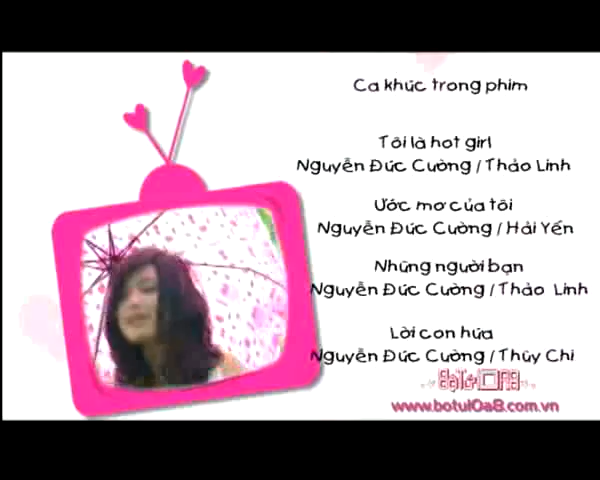 Ca khúc trong phim
Tôi là hot girl
Nguyễn Đức Cường / Thảo Linh
Ước mơ của tôi
Nguyễn Đức Cường / Hải Yến
Những người bạn
Nguyễn Đức Cường / Thảo Linh
Lời con hứa
Nguyễn Đức Cường / Thùy Chi
www.botu10a8.com.vn